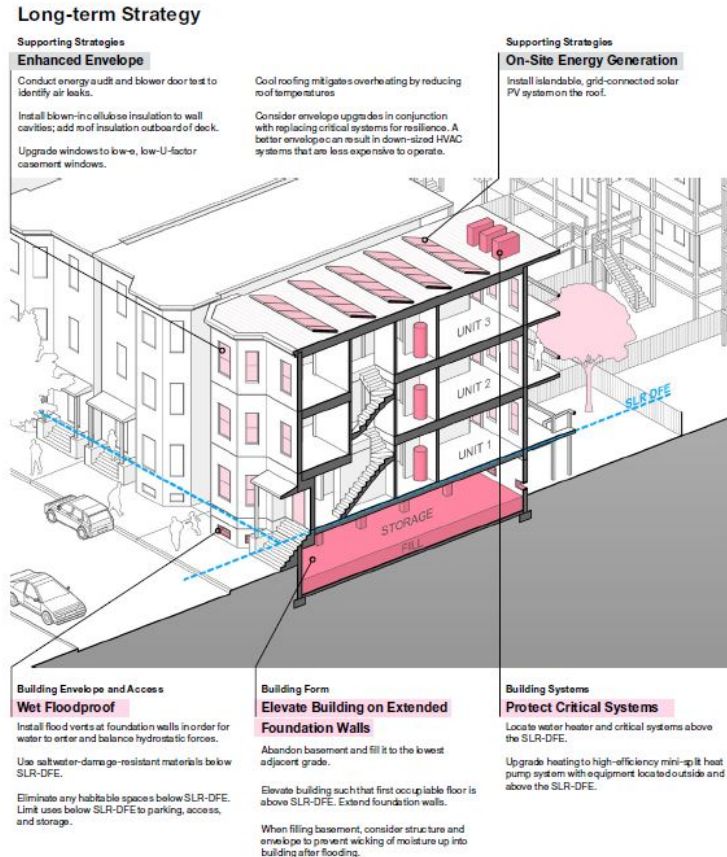 Long-term Strategy
Supporting Strategies
Enhanced Envelope
Conduct energy audit and blower door test to
identify air leaks.
Install blown-in cellulose insulation to wall
cavities; add roof insulation outboard of deck.
Upgrade windows to low-e, low-U-factor
casement windows.
Cool roofing mitigates overheating by reducing
roof temperatures
Consider envelope upgrades in conjunction
with replacing critical systems for resilience. A
better envelope can result in down-sized HVAC
systems that are less expensive to operate.
Supporting Strategies
On-Site Energy Generation
Install islandable, grid-connected solar
PV system on the roof.
UNIT 3
UNIT 2
UNIT 1
SLR DFE
STORAGE
FILL
Building Envelope and Access
Wet Floodproof
Install flood vents at foundation walls in order for
water to enter and balance hydrostatic forces.
Use saltwater-damage-resistant materials below
SLR-DFE.
Eliminate any habitable spaces below SLR-DFE.
Limit uses below SLR-DFE to parking, access,
and storage.
Building Form
Elevate Building on Extended
Foundation Walls
Abandon basement and fill it to the lowest
adjacent grade.
Elevate building such that first occupiable floor is
above SLR-DFE. Extend foundation walls.
When filling basement, consider structure and
envelope to prevent wicking of moisture up into
building after flooding.
Building Systems
Protect Critical Systems
Locate water heater and critical systems above
the SLR-DFE.
Upgrade heating to high-efficiency mini-split heat
pump system with equipment located outside and
above the SLR-DFE.